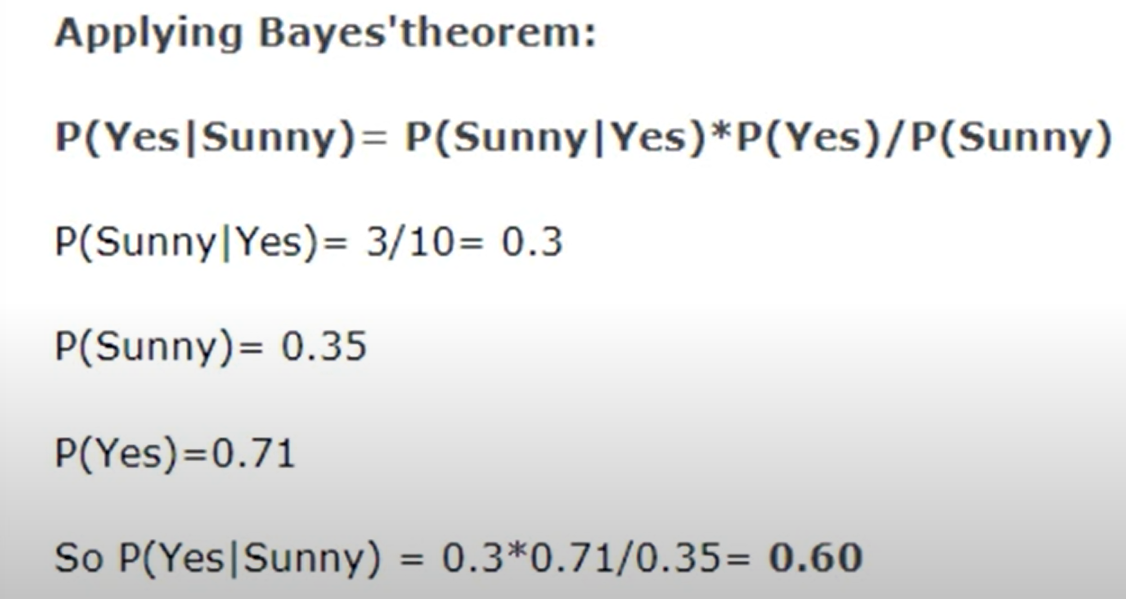 Applying Bayes'theorem:
P(Yes|Sunny)= P(Sunny|Yes)*P(Yes)/P(Sunny)
P(Sunny|Yes)= 3/10= 0.3
P(Sunny)= 0.35
P(Yes)=0.71
So P(Yes|Sunny) = 0.3*0.71/0.35= 0.60